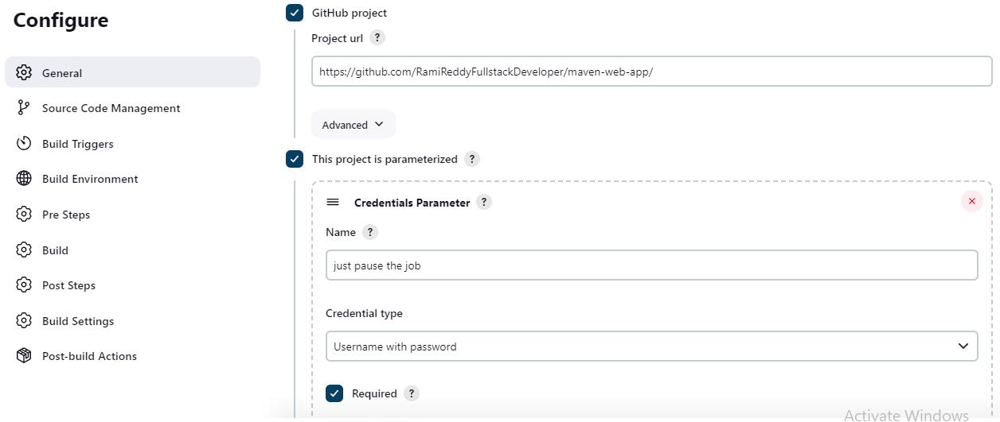 Configure
General
Source Code Management
Build Triggers
Build Environment
Pre Steps
Build
Post Steps
Build Settings
Post-build Actions
GitHub project
Project url ?
https://github.com/RamiReddyFullstackDeveloper/maven-web-app/
Advanced
This project is parameterized ?
Credentials Parameter ?
Name ?
just pause the job
Credential type
Username with password
Required ?
Activate Windows